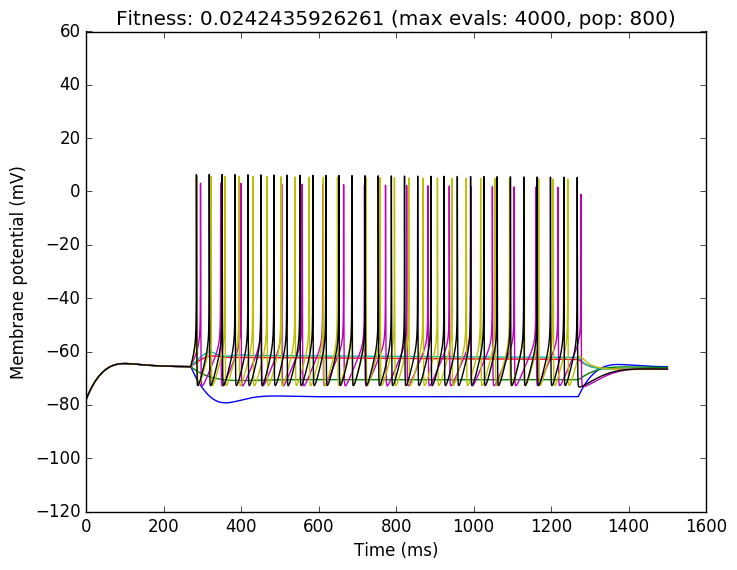 Fitness: 0.0242435926261 (max evals: 4000, pop: 800)
60
40
20
0
−20
−40
−60
−80
−100
−120
Membrane potential (mV)
0 200 400 600 800 1000 1200 1400 1600
Time (ms)